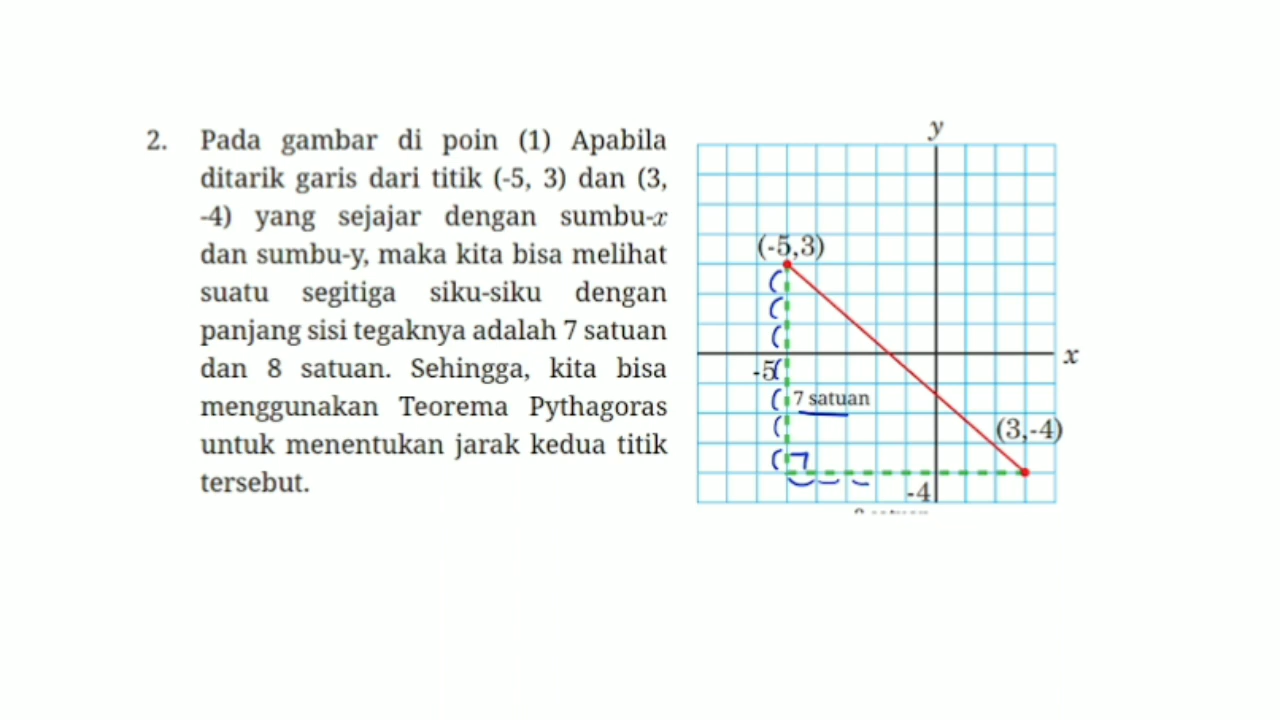 2. Pada gambar di poin (1) Apabila
ditarik garis dari titik (-5, 3) dan (3,
-4) yang sejajar dengan sumbu-x
dan sumbu-y, maka kita bisa melihat
suatu segitiga siku-siku dengan
panjang sisi tegaknya adalah 7 satuan
dan 8 satuan. Sehingga, kita bisa
menggunakan Teorema Pythagoras
untuk menentukan jarak kedua titik
tersebut.
y
(-5,3)
x
-5
7 satuan
(3,-4)
-4